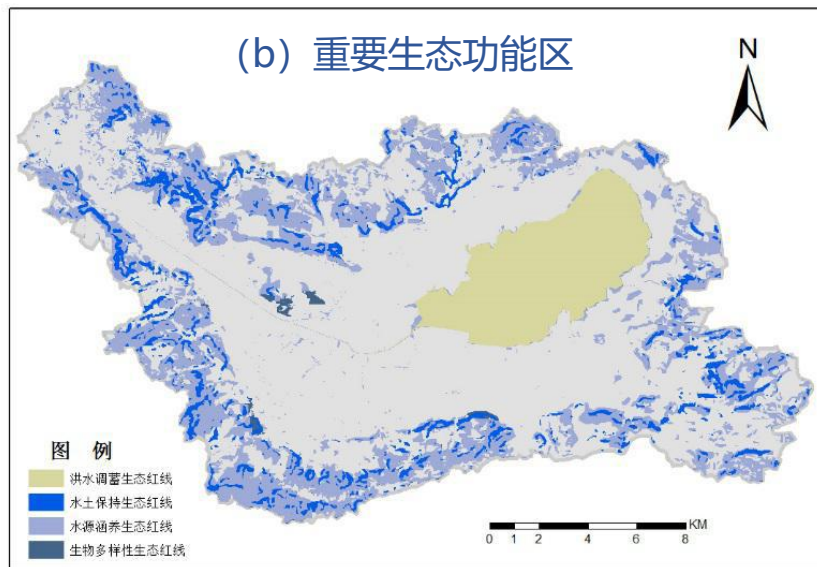 (b) 重要生态功能区
N
图 例
洪水调蓄生态红线
水土保持生态红线
水源涵养生态红线
生物多样性生态红线
KM
0 1 2 4 6 8